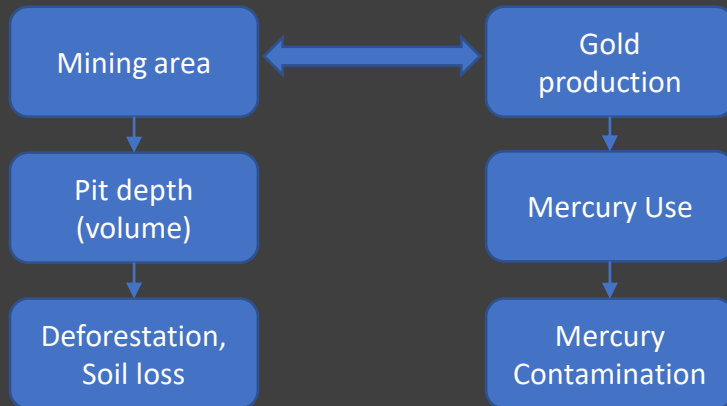 Mining area
Gold
production
Pit depth
(volume)
Mercury Use
Deforestation,
Soil loss
Mercury
Contamination